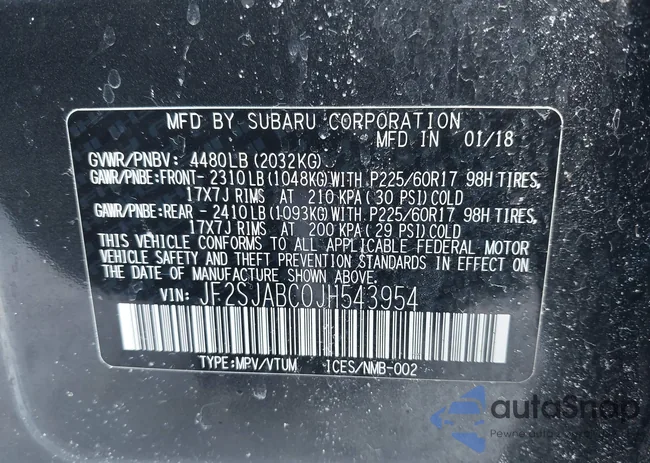 MFD BY SUBARU CORPORATION
MFD IN 01/18
GVWR/PNBV: 4480LB (2032KG)
GAWR/PNBE:FRONT- 2310LB (1048KG) WITH P225/60R17 98H TIRES,
17X7J RIMS AT 210 KPA (30 PSI) COLD
GAWR/PNBE:REAR - 2410LB (1093KG) WITH P225/60R17 98H TIRES,
17X7J RIMS AT 200 KPA (29 PSI) COLD
THIS VEHICLE CONFORMS TO ALL APPLICABLE FEDERAL MOTOR
VEHICLE SAFETY AND THEFT PREVENTION STANDARDS IN EFFECT
ON THE DATE OF MANUFACTURE SHOWN ABOVE.
VIN: JF2SJABC0JH543954
TYPE:MPV/VTUM ICES/NMB-002
autoSnap
Pewne auto